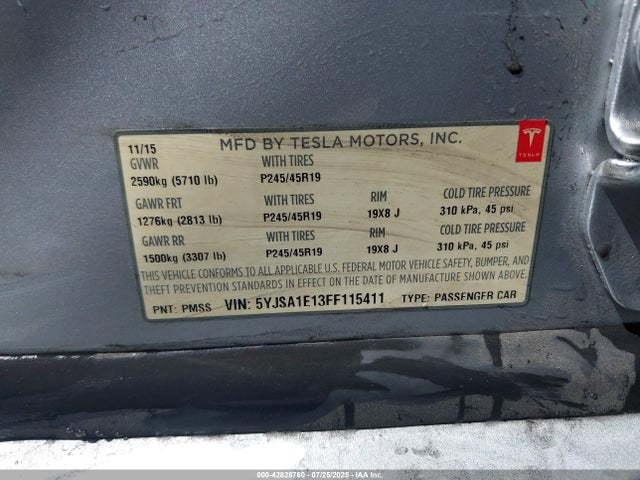 11/15 MFD BY TESLA MOTORS, INC.
TESLA
GVWR WITH TIRES
2590kg (5710 lb) P245/45R19
GAWR FRT WITH TIRES RIM COLD TIRE PRESSURE
1276kg (2813 lb) P245/45R19 19X8 J 310 kPa, 45 psi
GAWR RR WITH TIRES RIM COLD TIRE PRESSURE
1500kg (3307 lb) P245/45R19 19X8 J 310 kPa, 45 psi
THIS VEHICLE CONFORMS TO ALL APPLICABLE U.S. FEDERAL MOTOR VEHICLE SAFETY, BUMPER, AND
THEFT PREVENTION STANDARDS IN EFFECT ON THE DATE OF MANUFACTURE SHOWN ABOVE.
PNT: PMSS VIN: 5YJSA1E13FF115411 TYPE: PASSENGER CAR
000-42828760 07/25/2025 IAA